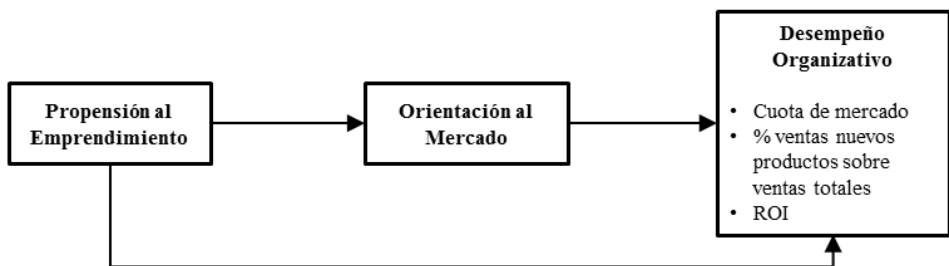 Propensión al
Emprendimiento
Orientación al
Mercado
Desempeño
Organizativo
• Cuota de mercado
• % ventas nuevos
productos sobre
ventas totales
• ROI